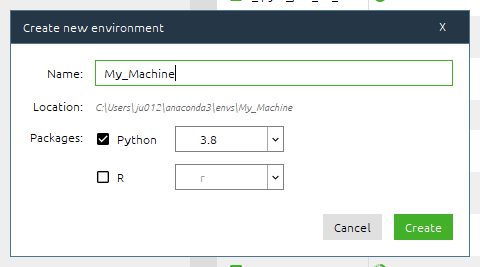 Create new environment X
Name: My_Machine
Location: C:\Users\ju012\anaconda3\envs\My_Machine
Packages: Python 3.8
R r
Cancel Create